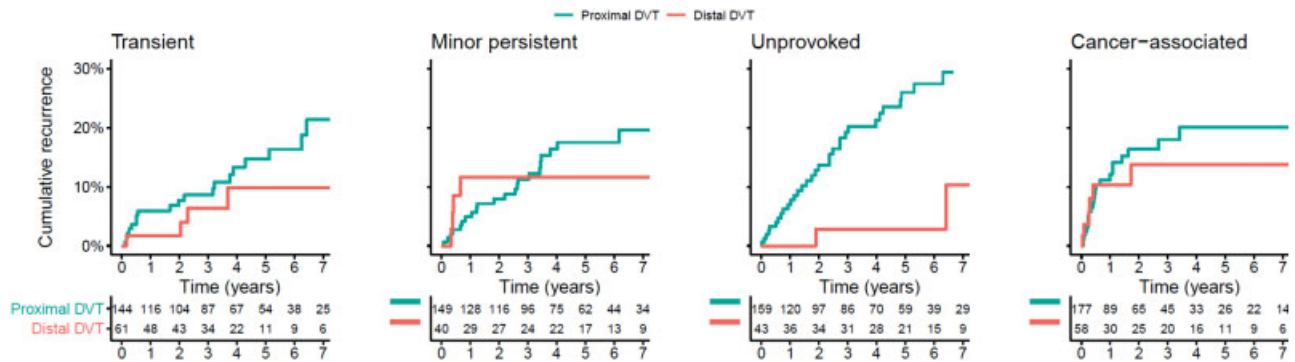 Proximal DVT Distal DVT
Transient Minor persistent Unprovoked Cancer-associated
Cumulative recurrence
30%
20%
10%
0%
0 1 2 3 4 5 6 7 0 1 2 3 4 5 6 7 0 1 2 3 4 5 6 7 0 1 2 3 4 5 6 7
Time (years) Time (years) Time (years) Time (years)
Proximal DVT 144 116 104 87 67 54 38 25 149 128 116 96 75 62 44 34 159 120 97 86 70 59 39 29 177 89 65 45 33 26 22 14
Distal DVT 61 48 43 34 22 11 9 6 40 29 27 24 22 17 13 9 43 36 34 31 28 21 15 9 58 30 25 20 16 11 9 6
0 1 2 3 4 5 6 7 0 1 2 3 4 5 6 7 0 1 2 3 4 5 6 7 0 1 2 3 4 5 6 7
Time (years) Time (years) Time (years) Time (years)